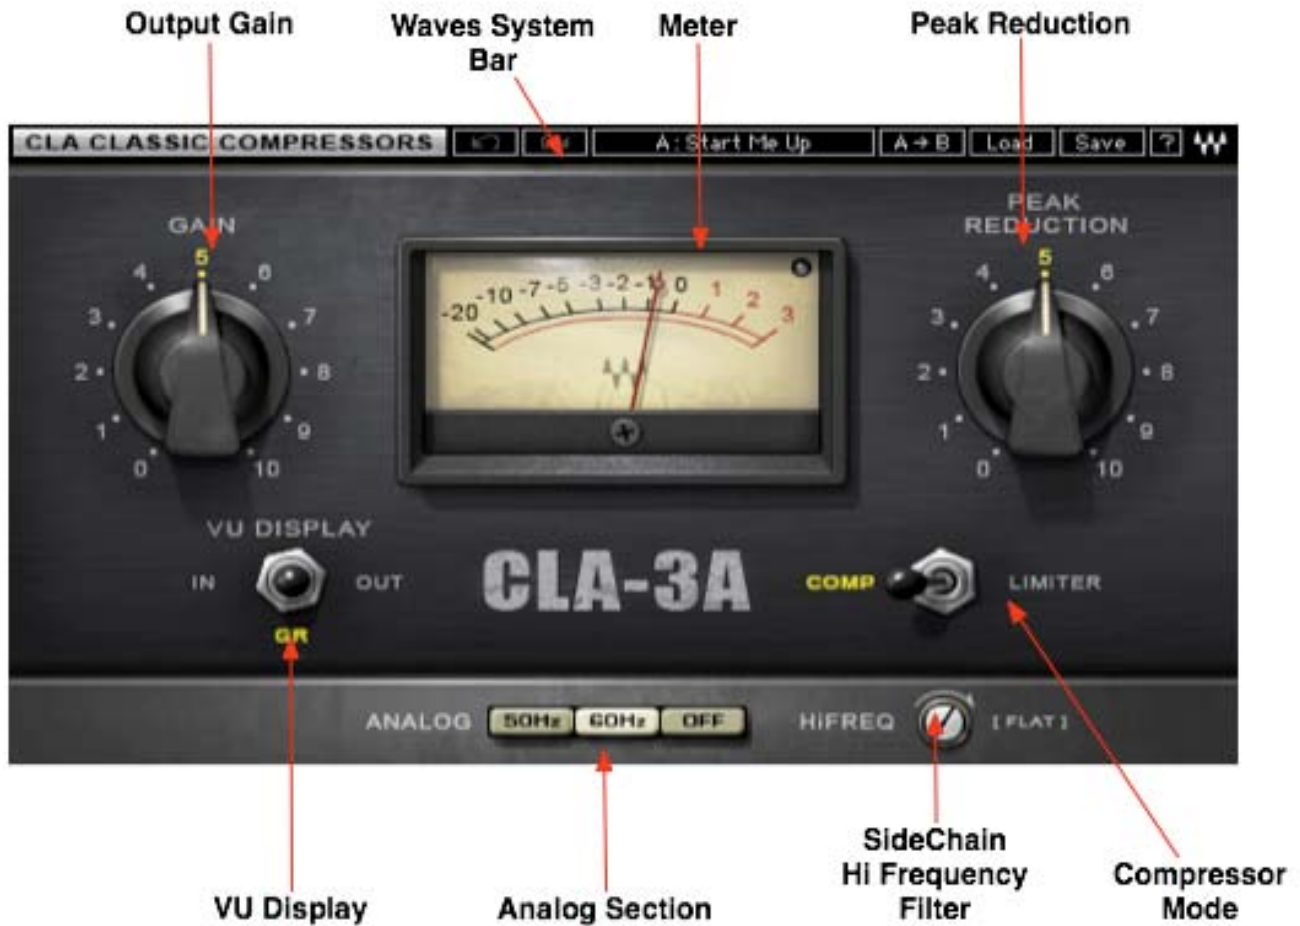 Output Gain
Waves System
Bar
Meter
Peak Reduction
CLA CLASSIC COMPRESSORS
A: Start Me Up
A→B
Load
Save
?
GAIN
0
1
2
3
4
5
6
7
8
9
10
-20
-10
-7
-5
-3
-2
-1
0
1
2
3
PEAK
REDUCTION
0
1
2
3
4
5
6
7
8
9
10
VU DISPLAY
IN
OUT
GR
CLA-3A
COMP
LIMITER
ANALOG
50Hz
60Hz
OFF
HiFREQ
[FLAT]
VU Display
Analog Section
SideChain
Hi Frequency
Filter
Compressor
Mode